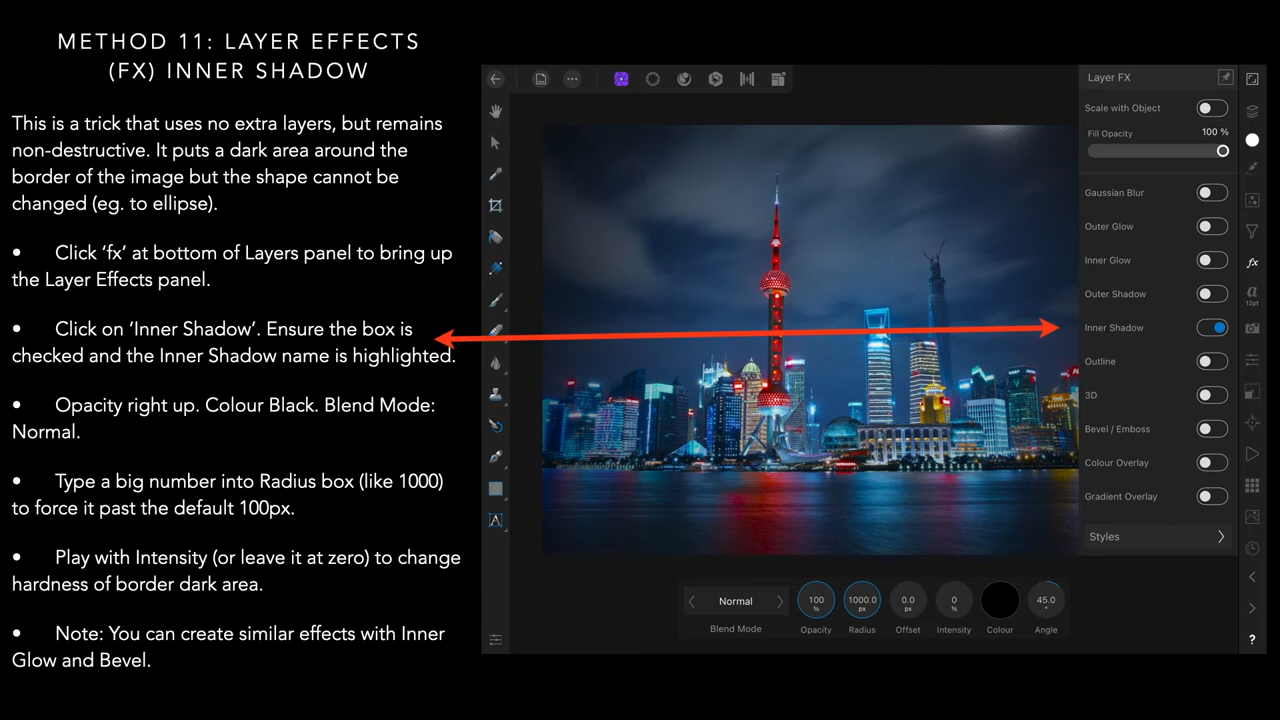 METHOD 11: LAYER EFFECTS
(FX) INNER SHADOW
This is a trick that uses no extra layers, but remains
non-destructive. It puts a dark area around the
border of the image but the shape cannot be
changed (eg. to ellipse).
• Click ‘fx’ at bottom of Layers panel to bring up
the Layer Effects panel.
• Click on ‘Inner Shadow’. Ensure the box is
checked and the Inner Shadow name is highlighted.
• Opacity right up. Colour Black. Blend Mode:
Normal.
• Type a big number into Radius box (like 1000)
to force it past the default 100px.
• Play with Intensity (or leave it at zero) to change
hardness of border dark area.
• Note: You can create similar effects with Inner
Glow and Bevel.
Layer FX
Scale with Object
Fill Opacity 100 %
Gaussian Blur
Outer Glow
Inner Glow
Outer Shadow
Inner Shadow
Outline
3D
Bevel / Emboss
Colour Overlay
Gradient Overlay
Styles
fx
a
12pt
?
A
Normal
Blend Mode
100 %
Opacity
1000.0 px
Radius
0.0 px
Offset
0 %
Intensity
Colour
45.0 °
Angle